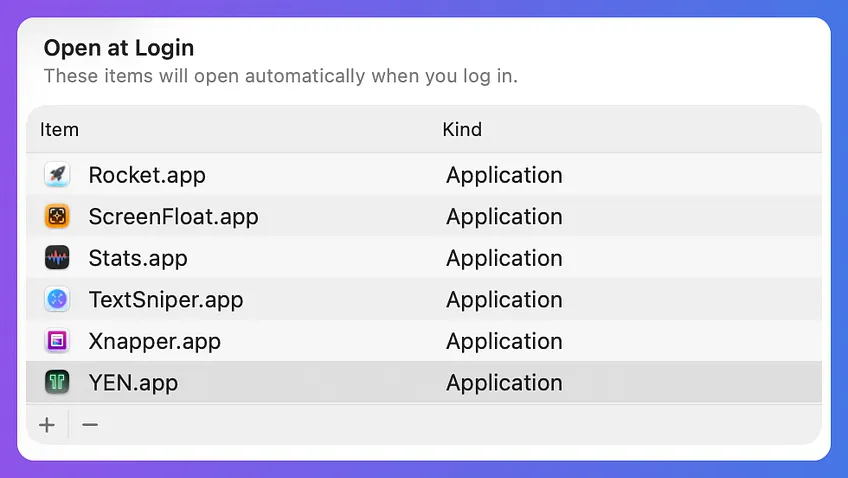 Open at Login
These items will open automatically when you log in.
Item Kind
Rocket.app Application
ScreenFloat.app Application
Stats.app Application
TextSniper.app Application
Xnapper.app Application
YEN.app Application